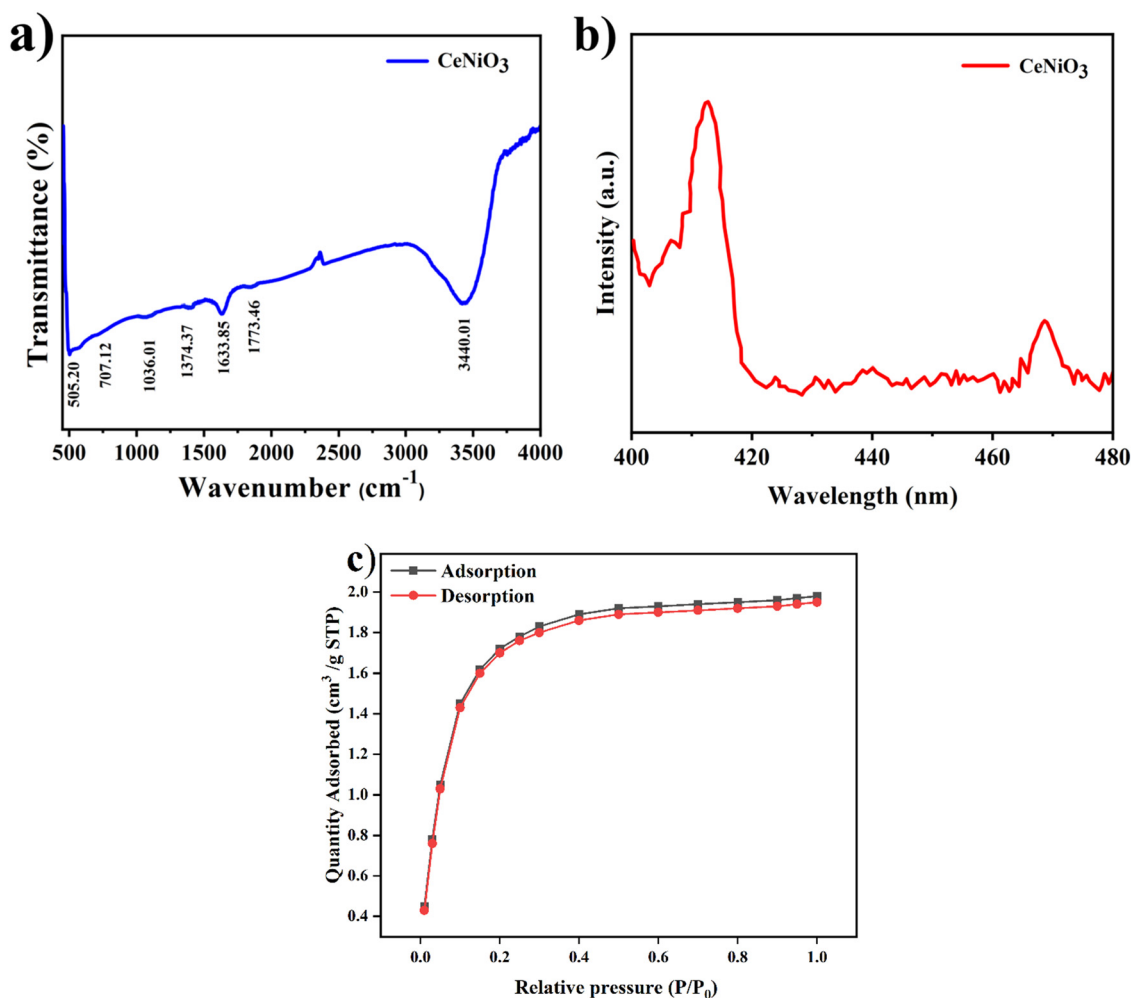 a)
CeNiO3
Transmittance (%)
505.20
707.12
1036.01
1374.37
1633.85
1773.46
3440.01
500 1000 1500 2000 2500 3000 3500 4000
Wavenumber (cm-1)
b)
CeNiO3
Intensity (a.u.)
400 420 440 460 480
Wavelength (nm)
c)
Adsorption
Desorption
Quantity Adsorbed (cm3 /g STP)
2.0
1.8
1.6
1.4
1.2
1.0
0.8
0.6
0.4
0.0 0.2 0.4 0.6 0.8 1.0
Relative pressure (P/P0)